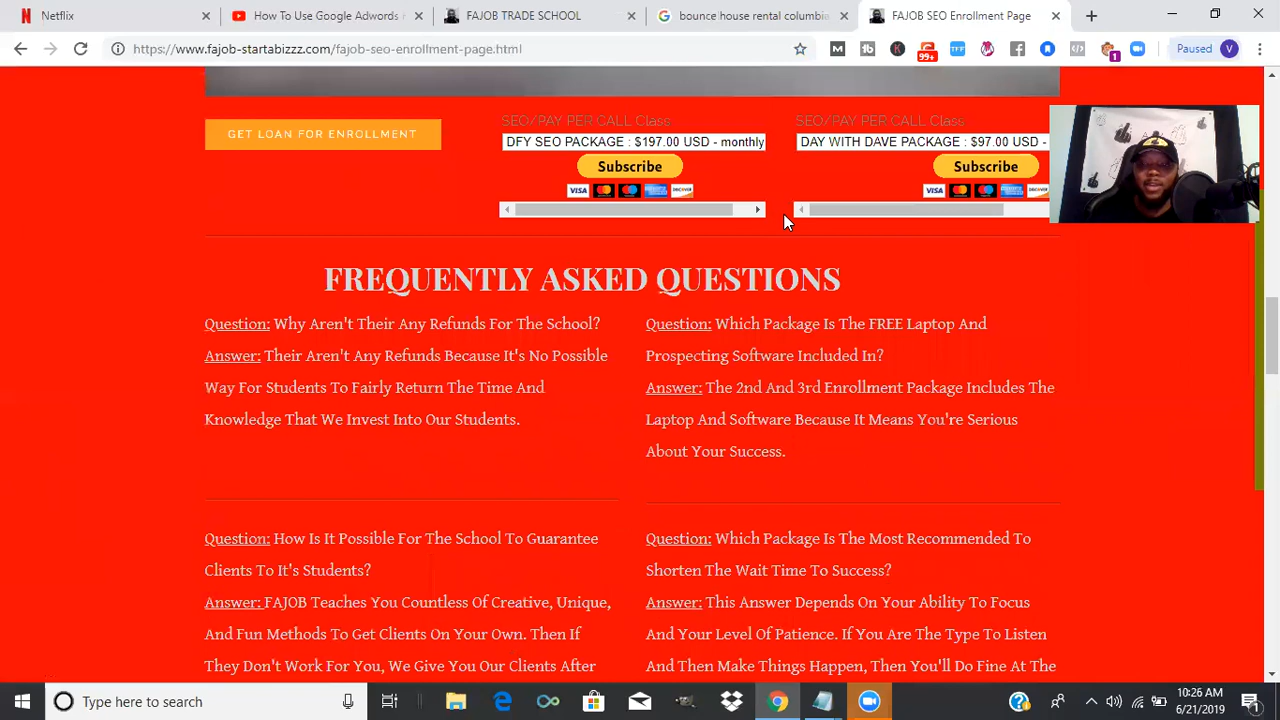 Netflix
How To Use Google Adwords
FAJOB TRADE SCHOOL
bounce house rental columbia
FAJOB SEO Enrollment Page
https://www.fajob-startabizzz.com/fajob-seo-enrollment-page.html
99+
TFF
1
Paused
V
GET LOAN FOR ENROLLMENT
SEO/PAY PER CALL Class
DFY SEO PACKAGE : $197.00 USD - monthly
Subscribe
VISA
DISCOVER
SEO/PAY PER CALL Class
DAY WITH DAVE PACKAGE : $97.00 USD -
Subscribe
VISA
FREQUENTLY ASKED QUESTIONS
Question: Why Aren't Their Any Refunds For The School?
Answer: Their Aren't Any Refunds Because It's No Possible
Way For Students To Fairly Return The Time And
Knowledge That We Invest Into Our Students.
Question: Which Package Is The FREE Laptop And
Prospecting Software Included In?
Answer: The 2nd And 3rd Enrollment Package Includes The
Laptop And Software Because It Means You're Serious
About Your Success.
Question: How Is It Possible For The School To Guarantee
Clients To It's Students?
Answer: FAJOB Teaches You Countless Of Creative, Unique,
And Fun Methods To Get Clients On Your Own. Then If
They Don't Work For You, We Give You Our Clients After
Question: Which Package Is The Most Recommended To
Shorten The Wait Time To Success?
Answer: This Answer Depends On Your Ability To Focus
And Your Level Of Patience. If You Are The Type To Listen
And Then Make Things Happen, Then You'll Do Fine At The
Type here to search
10:26 AM
6/21/2019